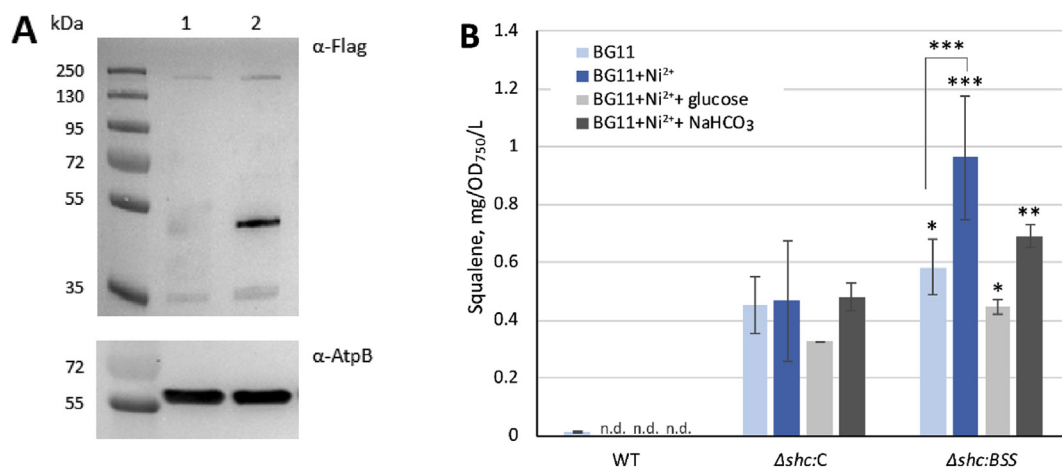 A
kDa
1
2
α-Flag
250
130
95
72
55
35
α-AtpB
72
55
B
Squalene, mg/OD750/L
1.4
1.2
1
0.8
0.6
0.4
0.2
0
BG11
BG11+Ni²⁺
BG11+Ni²⁺+ glucose
BG11+Ni²⁺+ NaHCO₃
***
***
*
*
**
n.d. n.d. n.d.
WT
Δshc:C
Δshc:BSS